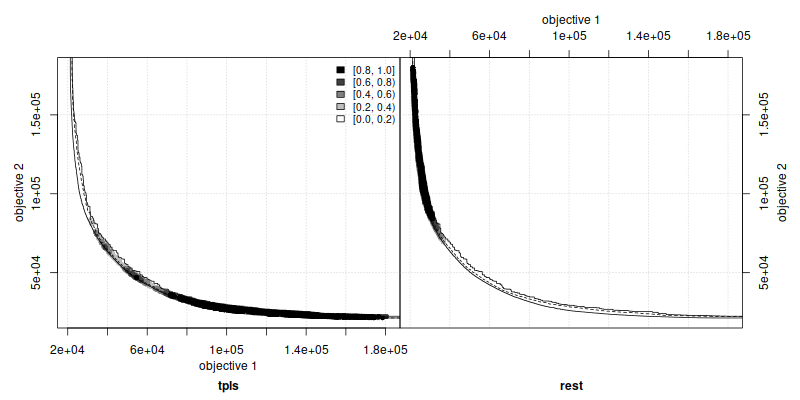 objective 1
2e+04 6e+04 1e+05 1.4e+05 1.8e+05
[0.8, 1.0]
[0.6, 0.8)
[0.4, 0.6)
[0.2, 0.4)
[0.0, 0.2)
objective 2
5e+04 1e+05 1.5e+05
5e+04 1e+05 1.5e+05
objective 2
2e+04 6e+04 1e+05 1.4e+05 1.8e+05
objective 1
tpls
rest